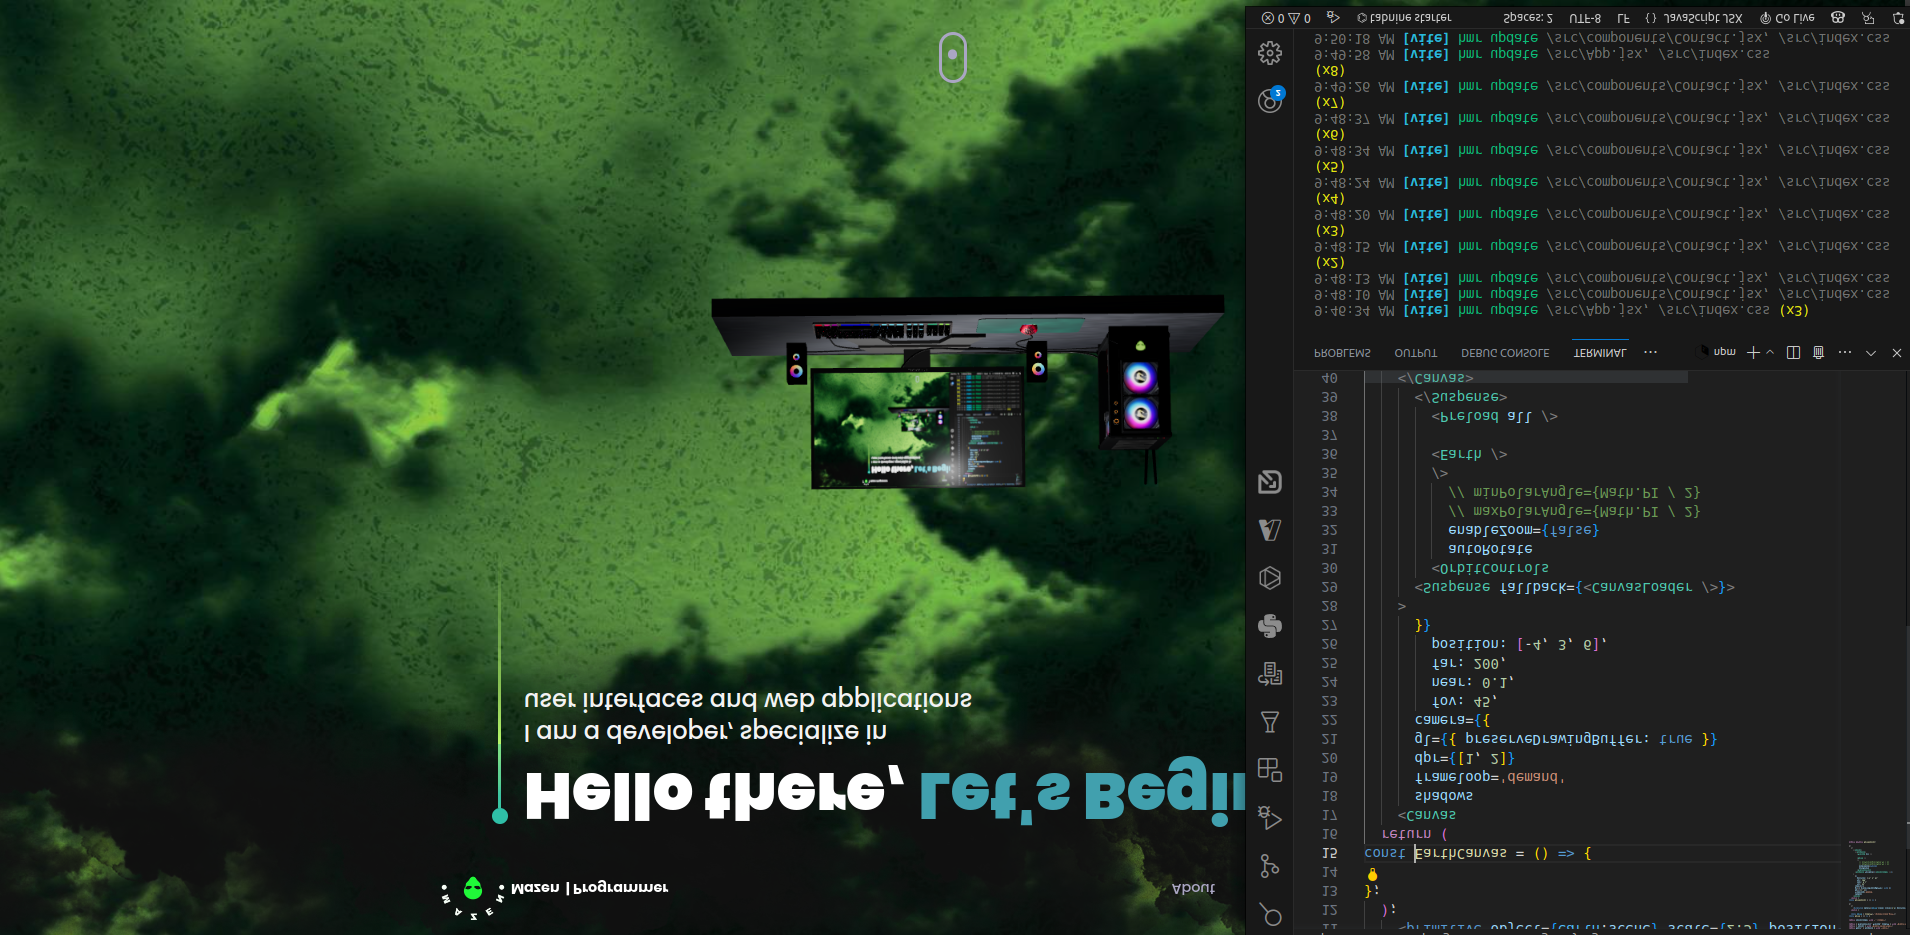 MAZEN
Mazen | Programmer
About
Hello there, Let's Begi
I am a developer, specialize in
user interfaces and web applications
11 <primitive object={earth.scene} scale={2.5} position
12 );
13 };
14
15 const EarthCanvas = () => {
16 return (
17 <Canvas
18 shadows
19 frameloop='demand'
20 dpr={[1, 2]}
21 gl={{ preserveDrawingBuffer: true }}
22 camera={{
23 fov: 45,
24 near: 0.1,
25 far: 200,
26 position: [-4, 3, 6],
27 }}
28 >
29 <Suspense fallback={<CanvasLoader />}>
30 <OrbitControls
31 autoRotate
32 enableZoom={false}
33 // maxPolarAngle={Math.PI / 2}
34 // minPolarAngle={Math.PI / 2}
35 />
36 <Earth />
37
38 <Preload all />
39 </Suspense>
40 </Canvas>
PROBLEMS OUTPUT DEBUG CONSOLE TERMINAL ··· npm
9:46:34 AM [vite] hmr update /src/App.jsx, /src/index.css (x3)
9:48:10 AM [vite] hmr update /src/components/Contact.jsx, /src/index.css
9:48:13 AM [vite] hmr update /src/components/Contact.jsx, /src/index.css
(x2)
9:48:15 AM [vite] hmr update /src/components/Contact.jsx, /src/index.css
(x3)
9:48:20 AM [vite] hmr update /src/components/Contact.jsx, /src/index.css
(x4)
9:48:24 AM [vite] hmr update /src/components/Contact.jsx, /src/index.css
(x5)
9:48:34 AM [vite] hmr update /src/components/Contact.jsx, /src/index.css
(x6)
9:48:37 AM [vite] hmr update /src/components/Contact.jsx, /src/index.css
(x7)
9:49:26 AM [vite] hmr update /src/components/Contact.jsx, /src/index.css
(x8)
9:49:58 AM [vite] hmr update /src/App.jsx, /src/index.css
9:50:18 AM [vite] hmr update /src/components/Contact.jsx, /src/index.css
2
0 0 tabnine starter Spaces: 2 UTF-8 LF {} JavaScript JSX Go Live